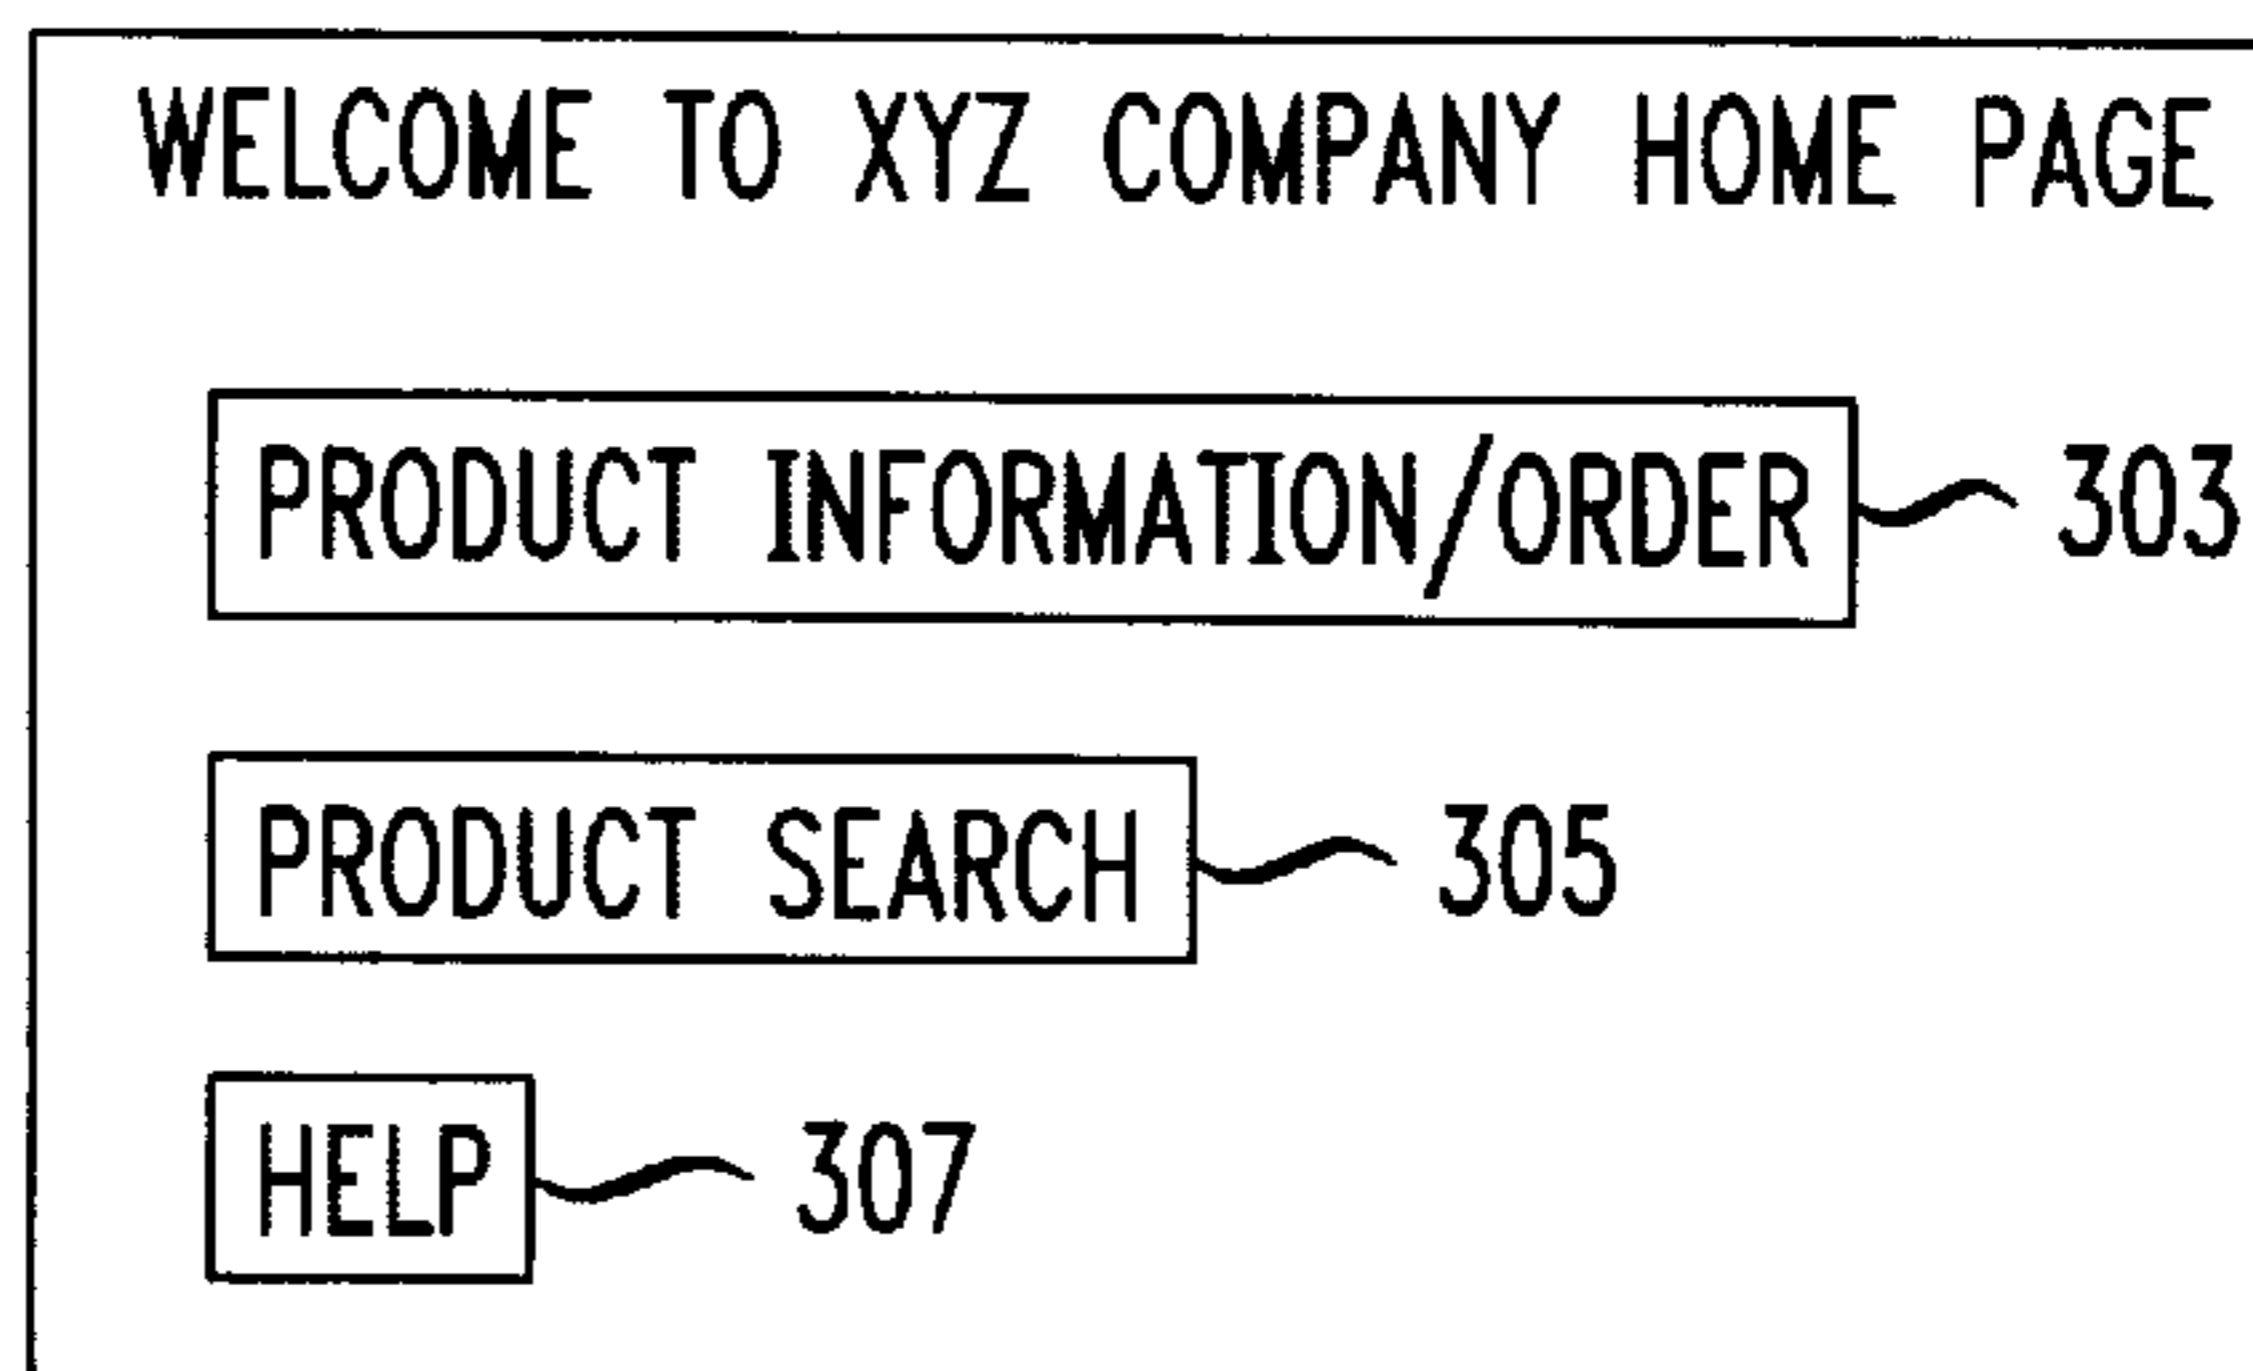 WELCOME TO XYZ COMPANY HOME PAGE
PRODUCT INFORMATION/ORDER 303
PRODUCT SEARCH 305
HELP 307